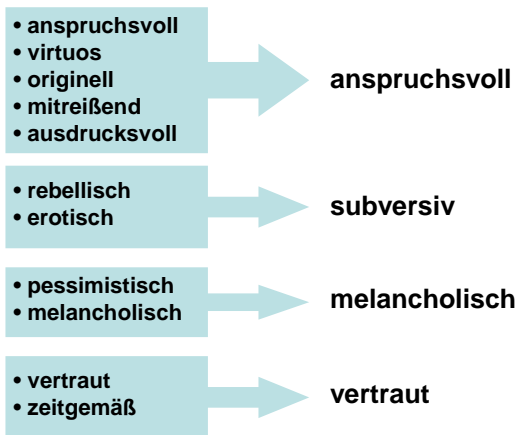 • anspruchsvoll
• virtuos
• originell
• mitreißend
• ausdrucksvoll
anspruchsvoll
• rebellisch
• erotisch
subversiv
• pessimistisch
• melancholisch
melancholisch
• vertraut
• zeitgemäß
vertraut